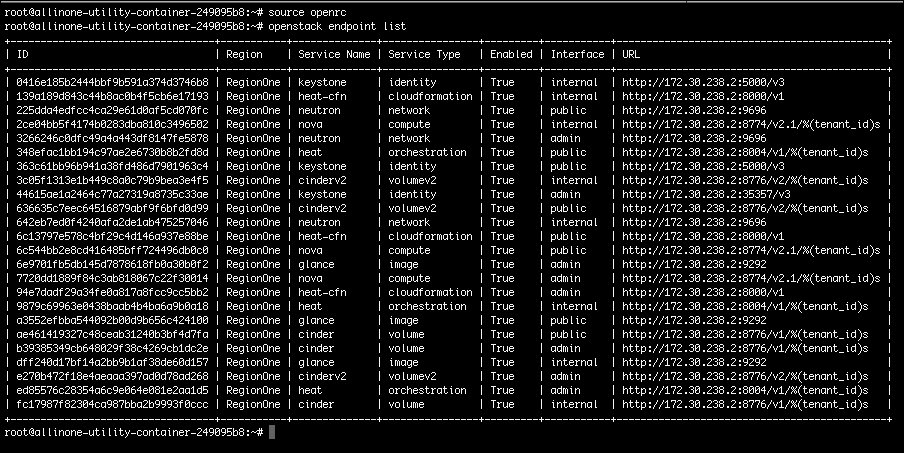 root@allinone-utility-container-249095b8:~# source openrc
root@allinone-utility-container-249095b8:~# openstack endpoint list
| ID | Region | Service Name | Service Type | Enabled | Interface | URL |
| 0416e185b2444bbf9b591a374d3746b8 | RegionOne | keystone | identity | True | internal | http://172.30.238.2:5000/v3
| 139a189d843c44b8ac0b4f5cb6e17193 | RegionOne | heat-cfn | cloudformation | True | internal | http://172.30.238.2:8000/v1
| 225dda4edfcc4ca29e61d0af5cd070fc | RegionOne | neutron | network | True | public | http://172.30.238.2:9696
| 2ce04bb5f4174b0283dba810c3496502 | RegionOne | nova | compute | True | internal | http://172.30.238.2:8774/v2.1/%(tenant_id)s
| 3266246c0dfc49a4a443df8147fe5878 | RegionOne | neutron | network | True | admin | http://172.30.238.2:9696
| 348efac1bb194c97ae2e6730b8b2fd8d | RegionOne | heat | orchestration | True | public | http://172.30.238.2:8004/v1/%(tenant_id)s
| 363c61bb96b941a38fd486d7901963c4 | RegionOne | keystone | identity | True | public | http://172.30.238.2:5000/v3
| 3c05f1313e1b449c8a0c79b9bea3e4f5 | RegionOne | cinderv2 | volumev2 | True | internal | http://172.30.238.2:8776/v2/%(tenant_id)s
| 44615ae1a2464c77a27319a8735c33ae | RegionOne | keystone | identity | True | admin | http://172.30.238.2:35357/v3
| 636635c7eec64516879abf9f6bfd0d99 | RegionOne | cinderv2 | volumev2 | True | public | http://172.30.238.2:8776/v2/%(tenant_id)s
| 642eb7ed0f4240afa2de1ab475257046 | RegionOne | neutron | network | True | internal | http://172.30.238.2:9696
| 6c13797e578c4bf29c4d146a937e88be | RegionOne | heat-cfn | cloudformation | True | public | http://172.30.238.2:8000/v1
| 6c544bb2e8cd416485bff724496db0c0 | RegionOne | nova | compute | True | public | http://172.30.238.2:8774/v2.1/%(tenant_id)s
| 6e9701fb5db145d7878618fb0a30b0f2 | RegionOne | glance | image | True | admin | http://172.30.238.2:9292
| 7720dd1689f84c3ab818067c22f30014 | RegionOne | nova | compute | True | admin | http://172.30.238.2:8774/v2.1/%(tenant_id)s
| 94e7dadf29a34fe0a817a8fcc9cc5bb2 | RegionOne | heat-cfn | cloudformation | True | admin | http://172.30.238.2:8000/v1
| 9879c69963e0438baab4b4ba6a9b0a18 | RegionOne | heat | orchestration | True | internal | http://172.30.238.2:8004/v1/%(tenant_id)s
| a3552efbba544092b00d9b656c424100 | RegionOne | glance | image | True | public | http://172.30.238.2:9292
| ae461419327c48ceab31240b3bf4d7fa | RegionOne | cinder | volume | True | public | http://172.30.238.2:8776/v1/%(tenant_id)s
| b39385349cb648029f38c4269cb1dc2e | RegionOne | cinder | volume | True | admin | http://172.30.238.2:8776/v1/%(tenant_id)s
| dff240d17bf14a2bb9b1af38de60d157 | RegionOne | glance | image | True | internal | http://172.30.238.2:9292
| e270b472f18e4aeaaa397ad0d78ad268 | RegionOne | cinderv2 | volumev2 | True | admin | http://172.30.238.2:8776/v2/%(tenant_id)s
| ed85576c28354a6c9e064e081e2aa1d5 | RegionOne | heat | orchestration | True | admin | http://172.30.238.2:8004/v1/%(tenant_id)s
| fc17987f82304ca987bba2b9993f0ccc | RegionOne | cinder | volume | True | internal | http://172.30.238.2:8776/v1/%(tenant_id)s
root@allinone-utility-container-249095b8:~#